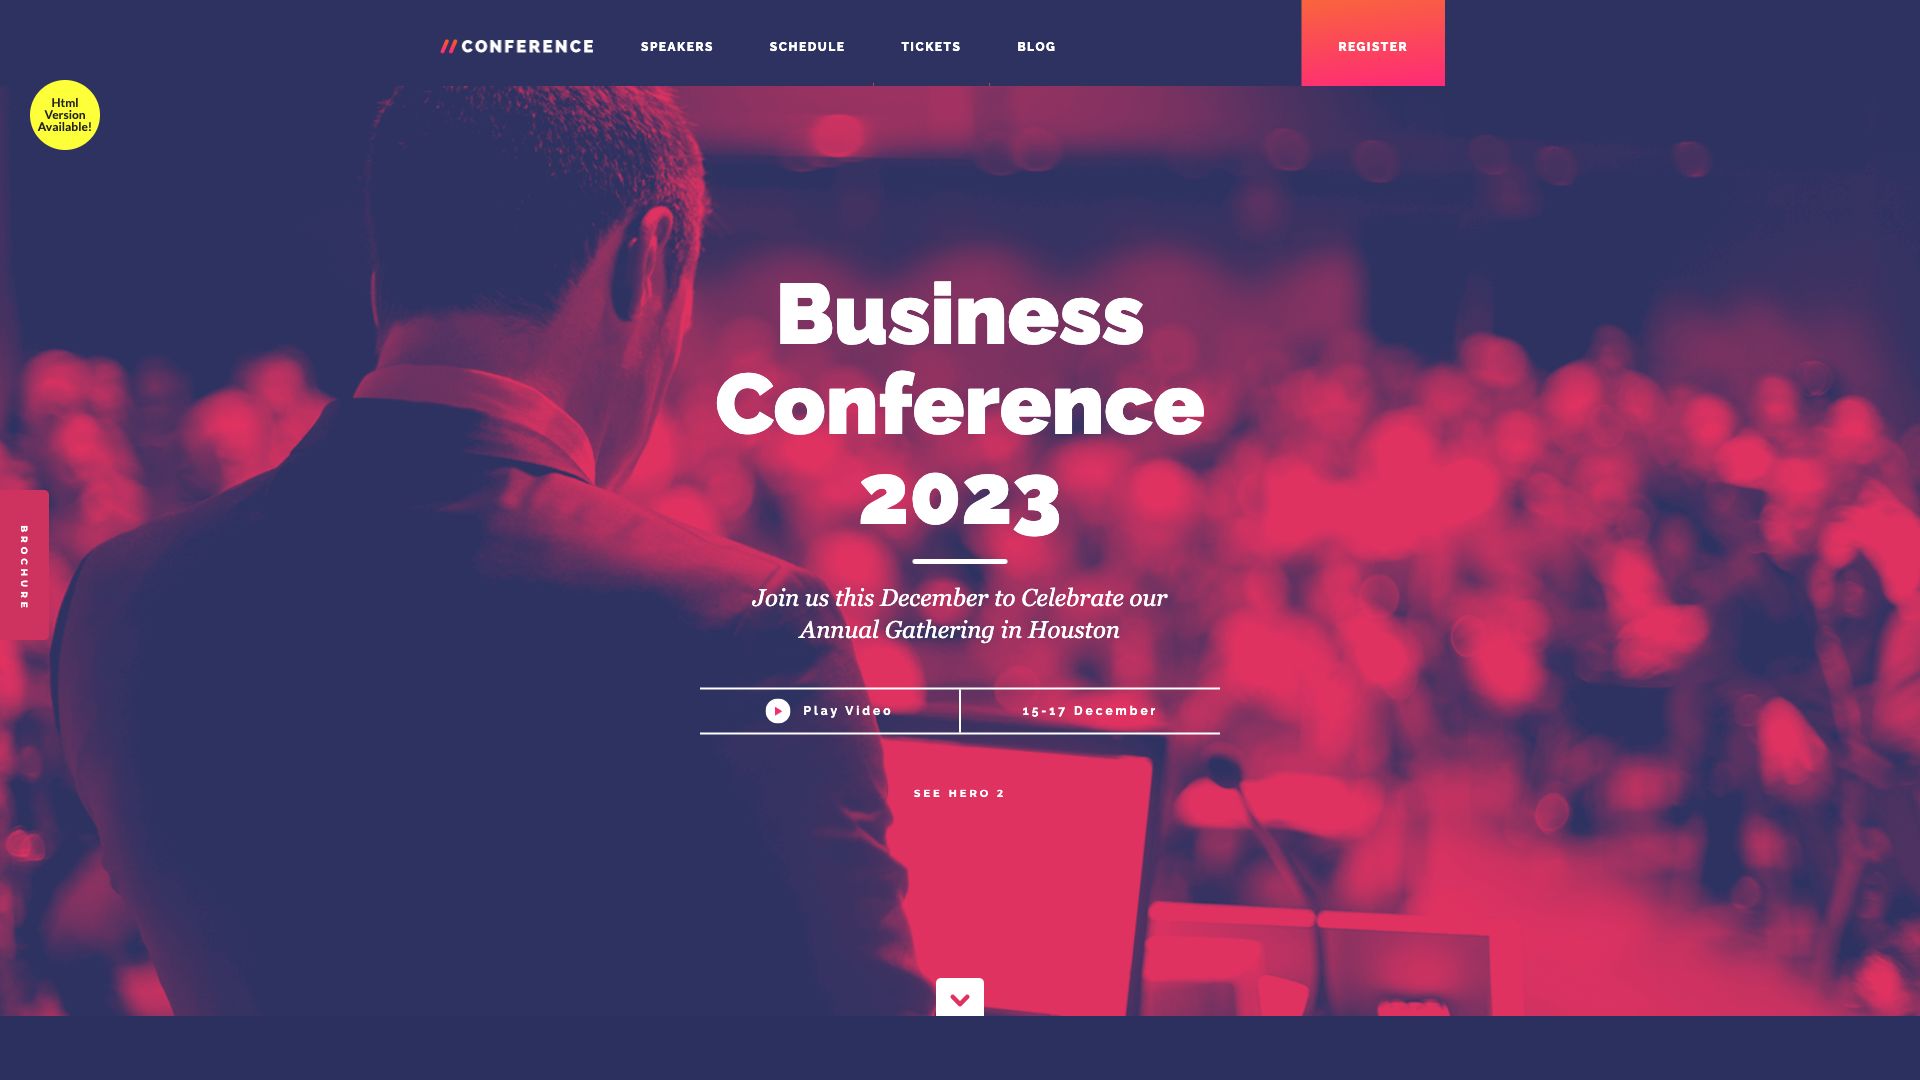 //CONFERENCE
SPEAKERS
SCHEDULE
TICKETS
BLOG
REGISTER
Html
Version
Available!
Business
Conference
2023
Join us this December to Celebrate our
Annual Gathering in Houston
Play Video
15-17 December
SEE HERO 2
BROCHURE